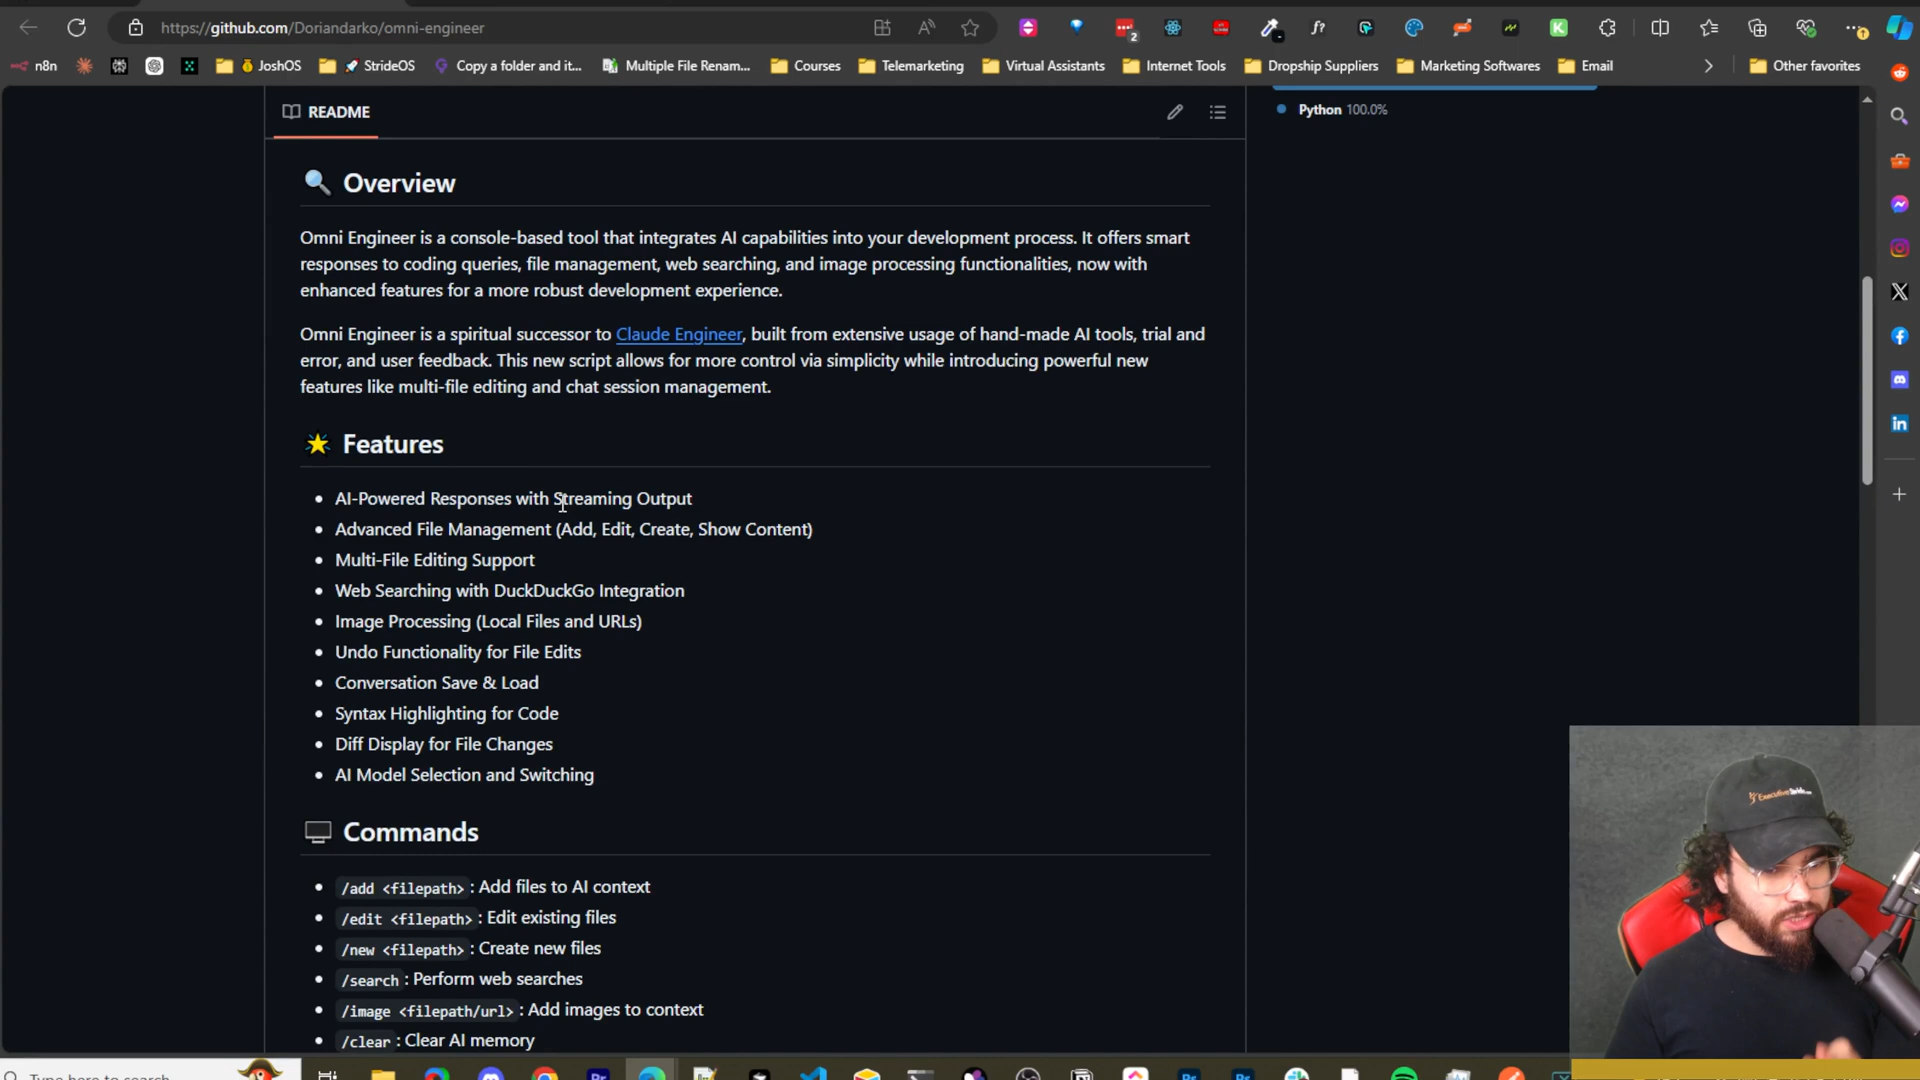 https://github.com/Doriandarko/omni-engineer
2
n8n
JoshOS
StrideOS
Copy a folder and it...
Multiple File Renam...
Courses
Telemarketing
Virtual Assistants
Internet Tools
Dropship Suppliers
Marketing Softwares
Email
Other favorites
README
Python 100.0%
Overview
Omni Engineer is a console-based tool that integrates AI capabilities into your development process. It offers smart
responses to coding queries, file management, web searching, and image processing functionalities, now with
enhanced features for a more robust development experience.
Omni Engineer is a spiritual successor to Claude Engineer, built from extensive usage of hand-made AI tools, trial and
error, and user feedback. This new script allows for more control via simplicity while introducing powerful new
features like multi-file editing and chat session management.
Features
AI-Powered Responses with Streaming Output
Advanced File Management (Add, Edit, Create, Show Content)
Multi-File Editing Support
Web Searching with DuckDuckGo Integration
Image Processing (Local Files and URLs)
Undo Functionality for File Edits
Conversation Save & Load
Syntax Highlighting for Code
Diff Display for File Changes
AI Model Selection and Switching
Commands
/add <filepath> : Add files to AI context
/edit <filepath> : Edit existing files
/new <filepath> : Create new files
/search : Perform web searches
/image <filepath/url> : Add images to context
/clear : Clear AI memory
Type here to search